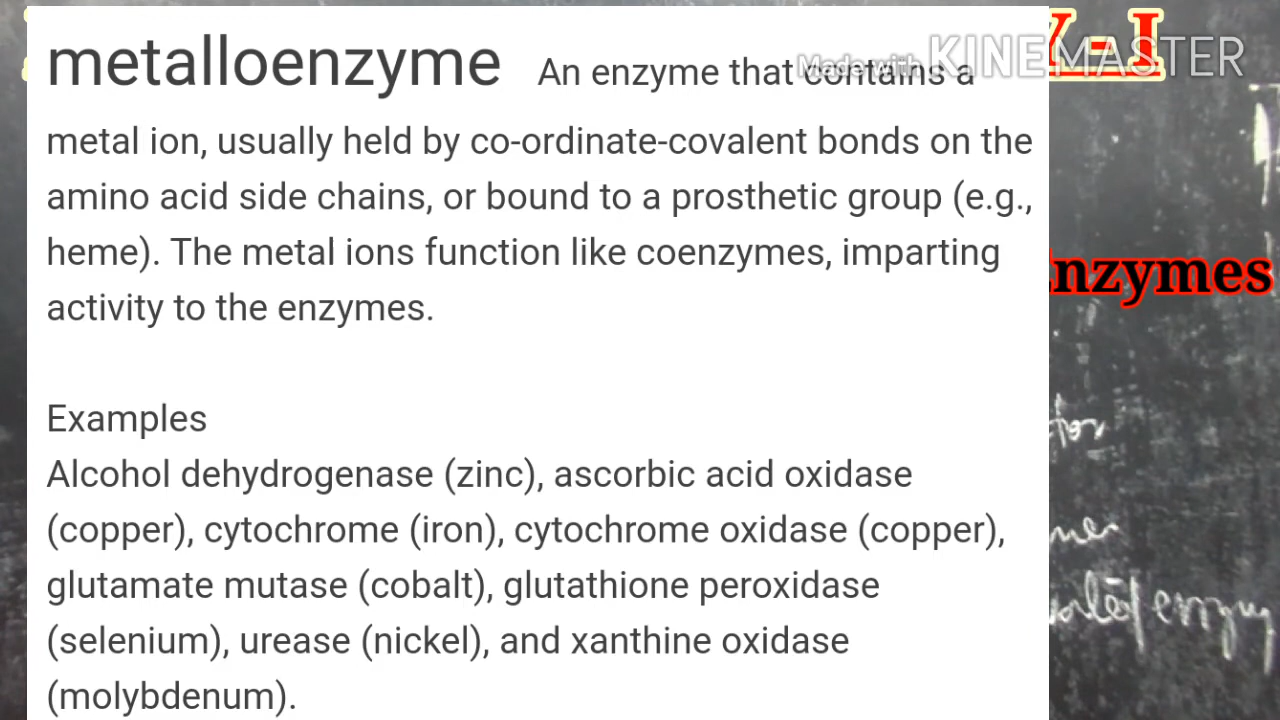 metalloenzyme An enzyme that contains a
Made with KINEMASTER
Y - I
metal ion, usually held by co-ordinate-covalent bonds on the
amino acid side chains, or bound to a prosthetic group (e.g.,
heme). The metal ions function like coenzymes, imparting
Enzymes
activity to the enzymes.
Examples
Alcohol dehydrogenase (zinc), ascorbic acid oxidase
(copper), cytochrome (iron), cytochrome oxidase (copper),
glutamate mutase (cobalt), glutathione peroxidase
(selenium), urease (nickel), and xanthine oxidase
(molybdenum).